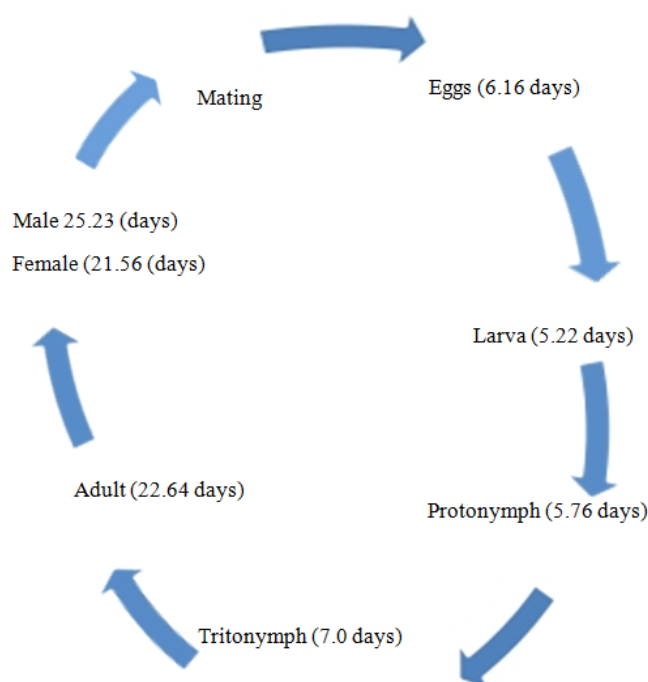 Mating
Eggs (6.16 days)
Larva (5.22 days)
Protonymph (5.76 days)
Tritonymph (7.0 days)
Adult (22.64 days)
Male 25.23 (days)
Female (21.56 (days)